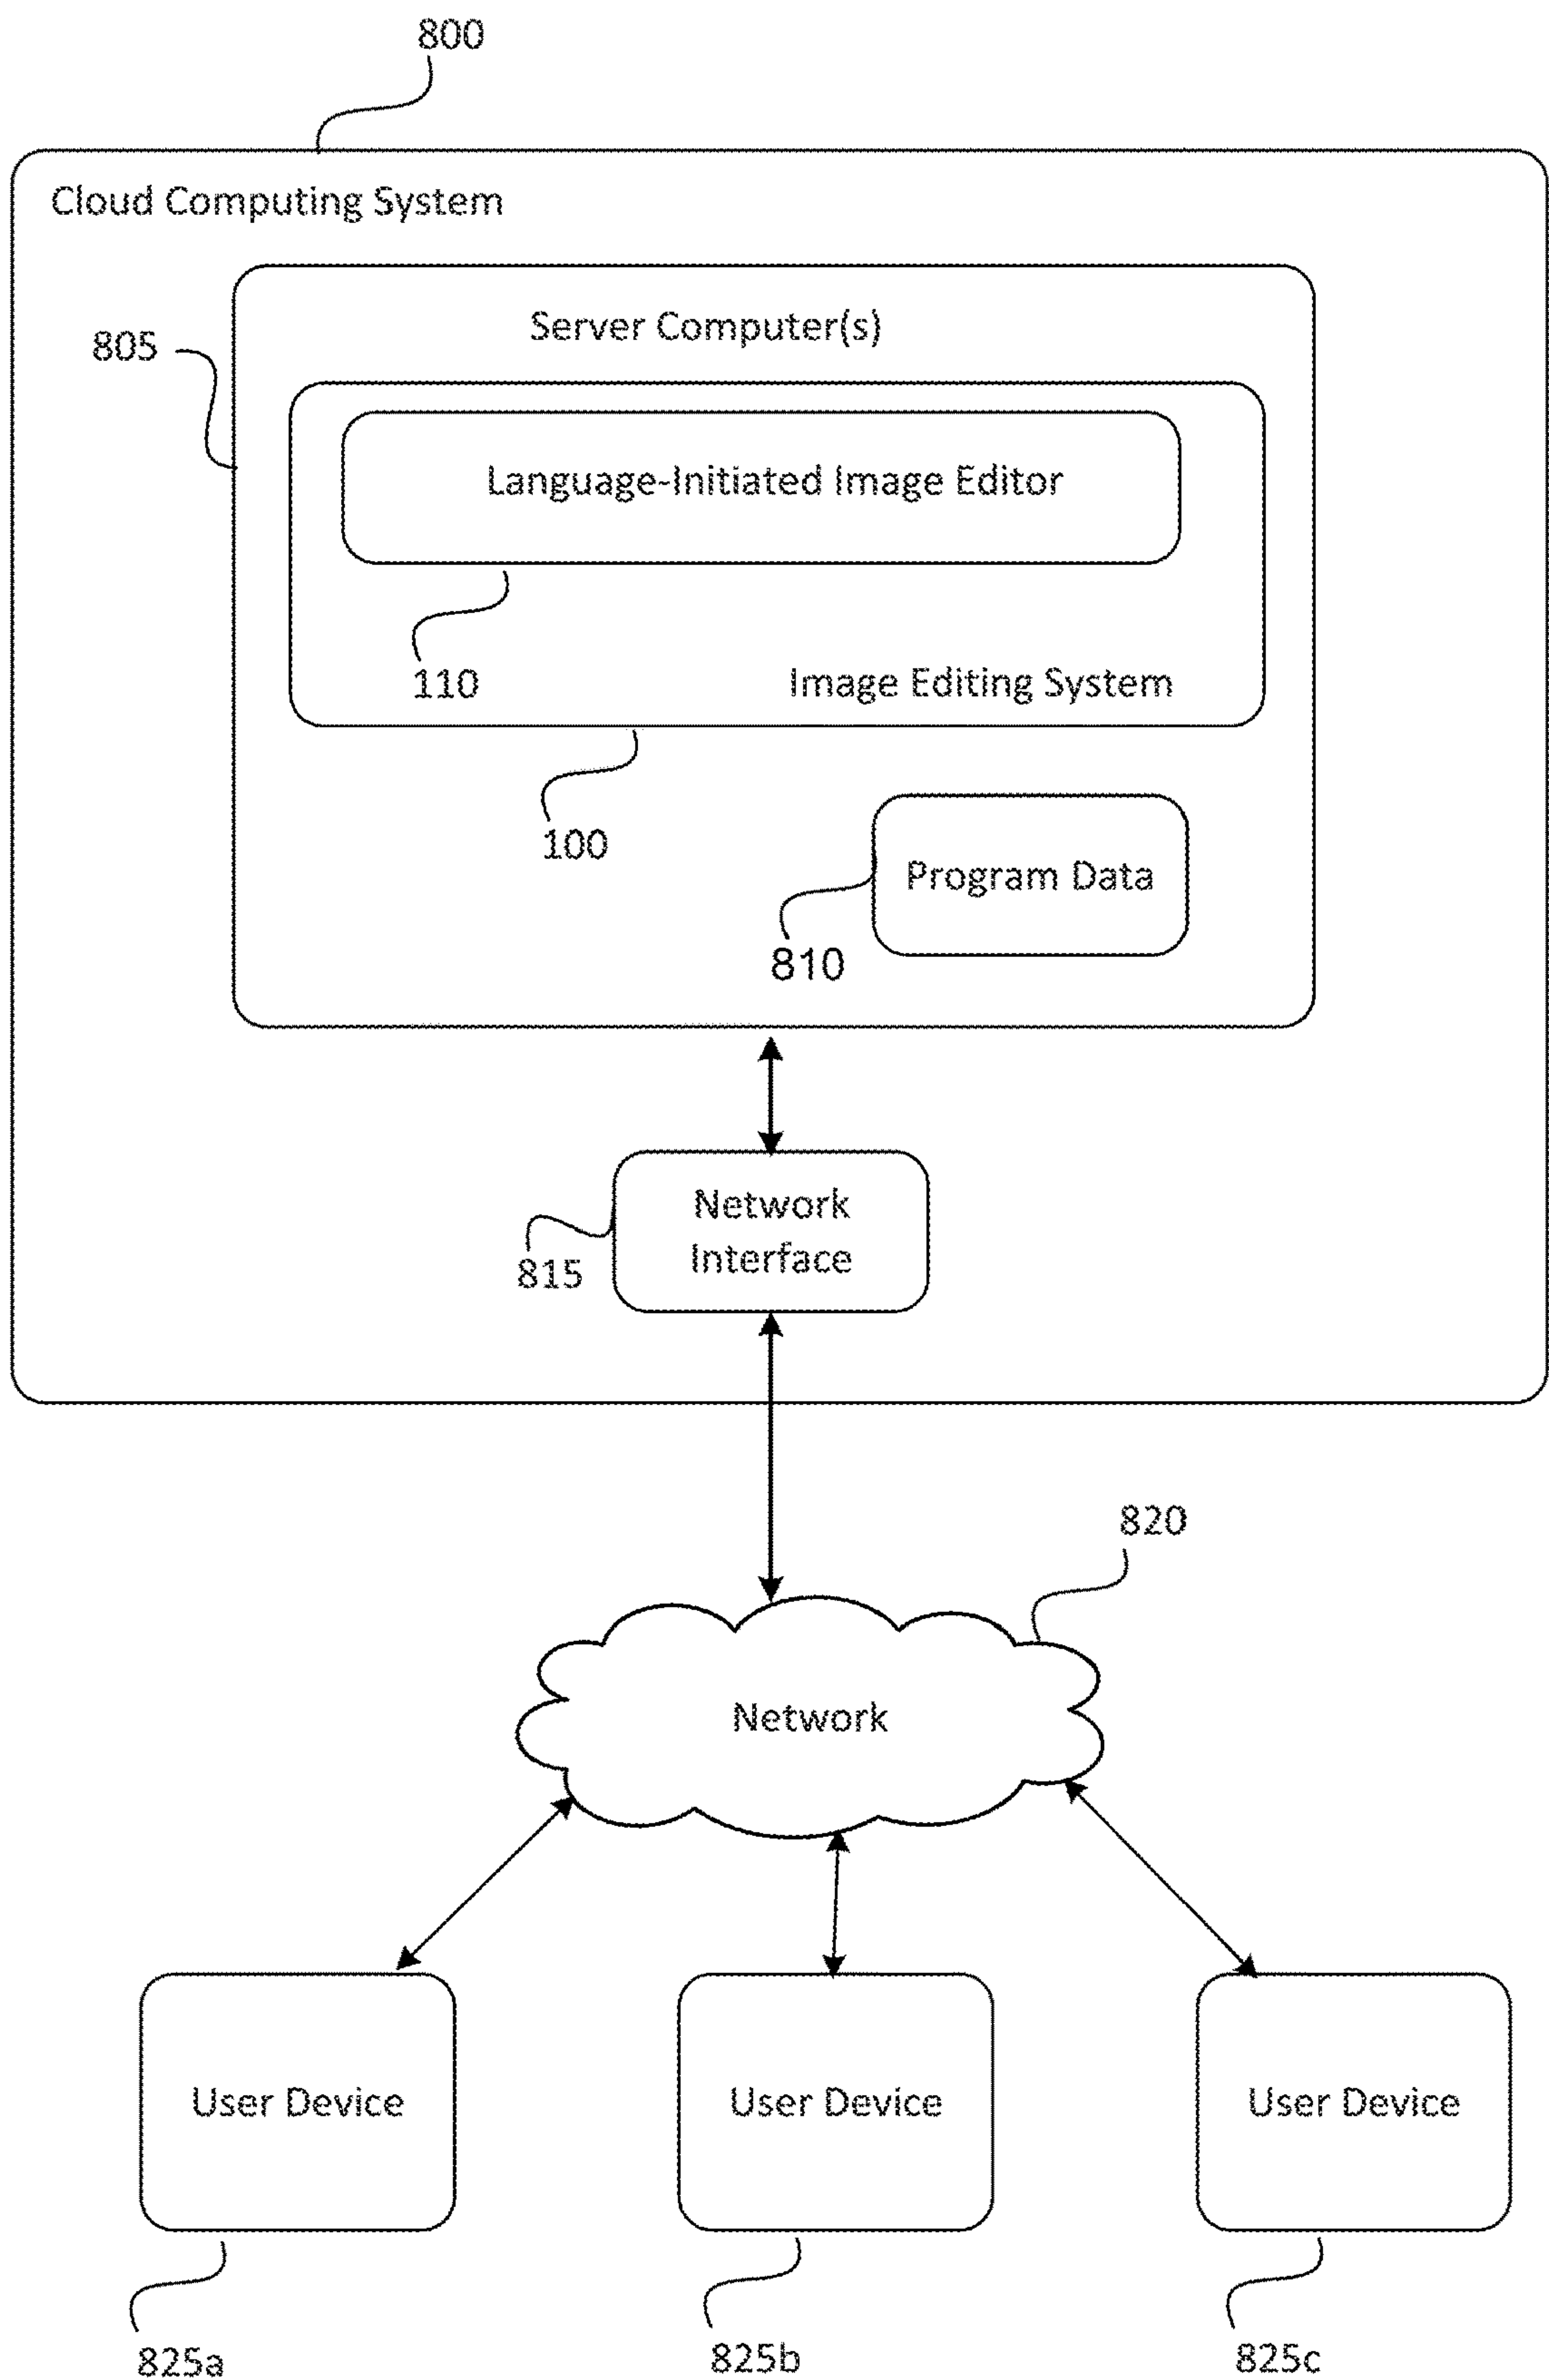 800
Cloud Computing System
Server Computer(s)
805
Language-Initiated Image Editor
110
Image Editing System
100
Program Data
810
Network
Interface
815
820
Network
User Device
User Device
User Device
825a
825b
825c